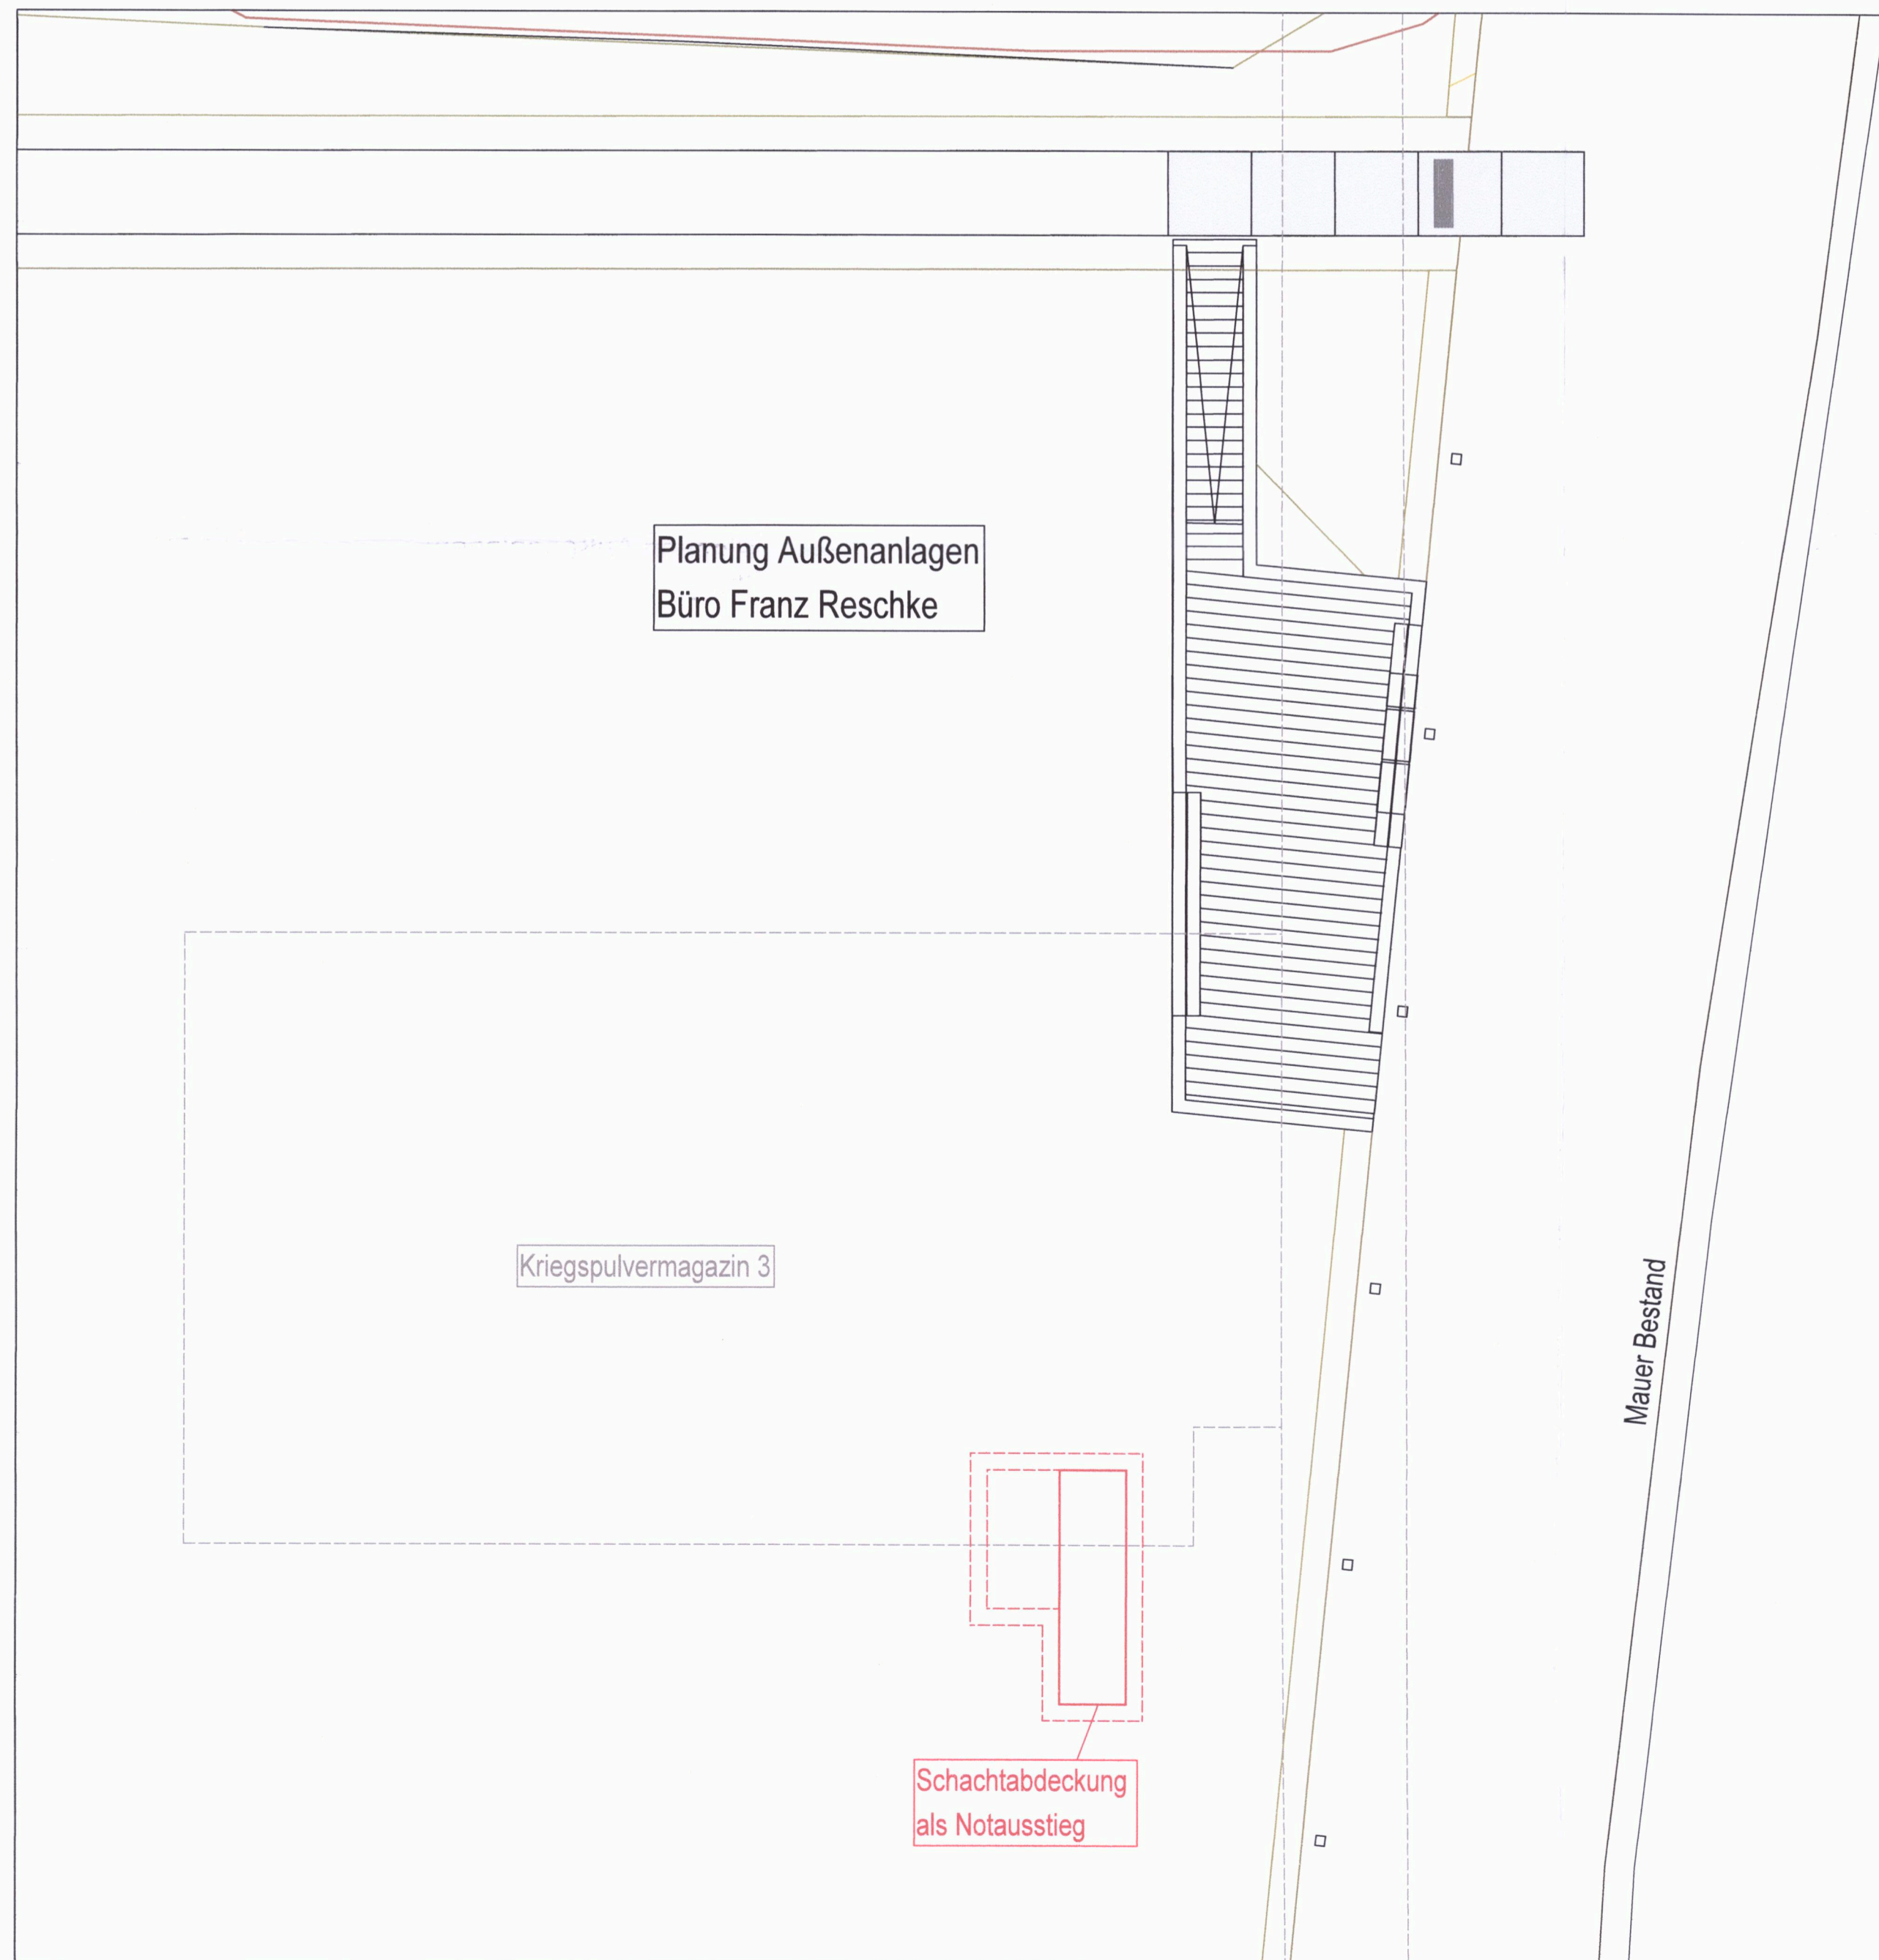 Planung Außenanlagen
Büro Franz Reschke
Kriegspulvermagazin 3
Mauer Bestand
Schachtabdeckung
als Notausstieg